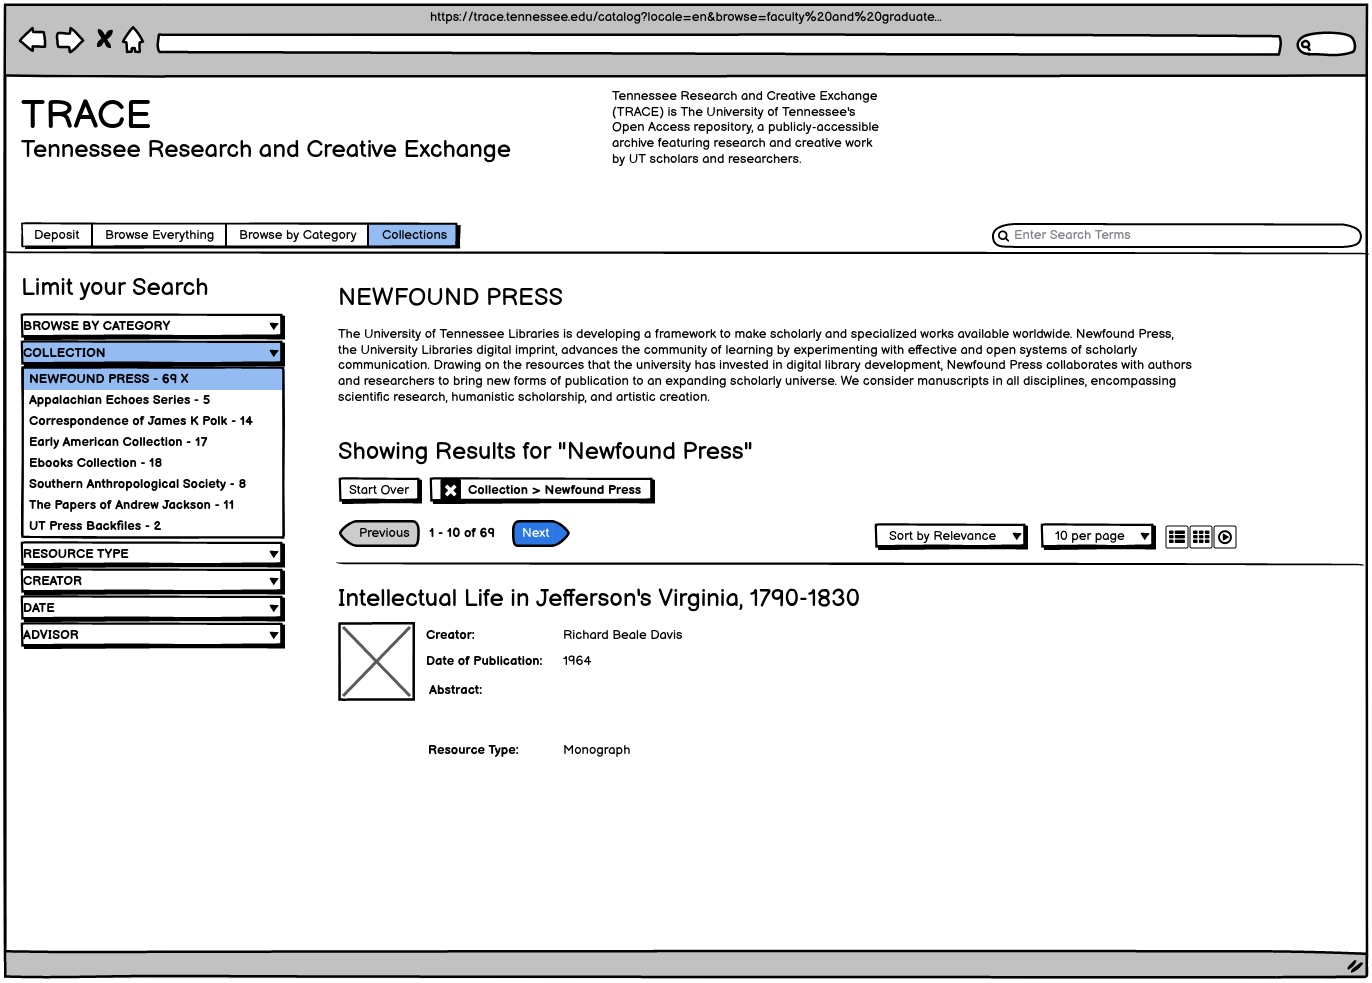 https://trace.tennessee.edu/catalog?locale=en&browse=faculty%20and%20graduate...
TRACE
Tennessee Research and Creative Exchange
Tennessee Research and Creative Exchange
(TRACE) is The University of Tennessee's
Open Access repository, a publicly-accessible
archive featuring research and creative work
by UT scholars and researchers.
Deposit
Browse Everything
Browse by Category
Collections
Enter Search Terms
Limit your Search
BROWSE BY CATEGORY
COLLECTION
NEWFOUND PRESS - 69 X
Appalachian Echoes Series - 5
Correspondence of James K Polk - 14
Early American Collection - 17
Ebooks Collection - 18
Southern Anthropological Society - 8
The Papers of Andrew Jackson - 11
UT Press Backfiles - 2
RESOURCE TYPE
CREATOR
DATE
ADVISOR
NEWFOUND PRESS
The University of Tennessee Libraries is developing a framework to make scholarly and specialized works available worldwide. Newfound Press,
the University Libraries digital imprint, advances the community of learning by experimenting with effective and open systems of scholarly
communication. Drawing on the resources that the university has invested in digital library development, Newfound Press collaborates with authors
and researchers to bring new forms of publication to an expanding scholarly universe. We consider manuscripts in all disciplines, encompassing
scientific research, humanistic scholarship, and artistic creation.
Showing Results for "Newfound Press"
Start Over
Collection > Newfound Press
Previous
1 - 10 of 69
Next
Sort by Relevance
10 per page
Intellectual Life in Jefferson's Virginia, 1790-1830
Creator: Richard Beale Davis
Date of Publication: 1964
Abstract:
Resource Type: Monograph